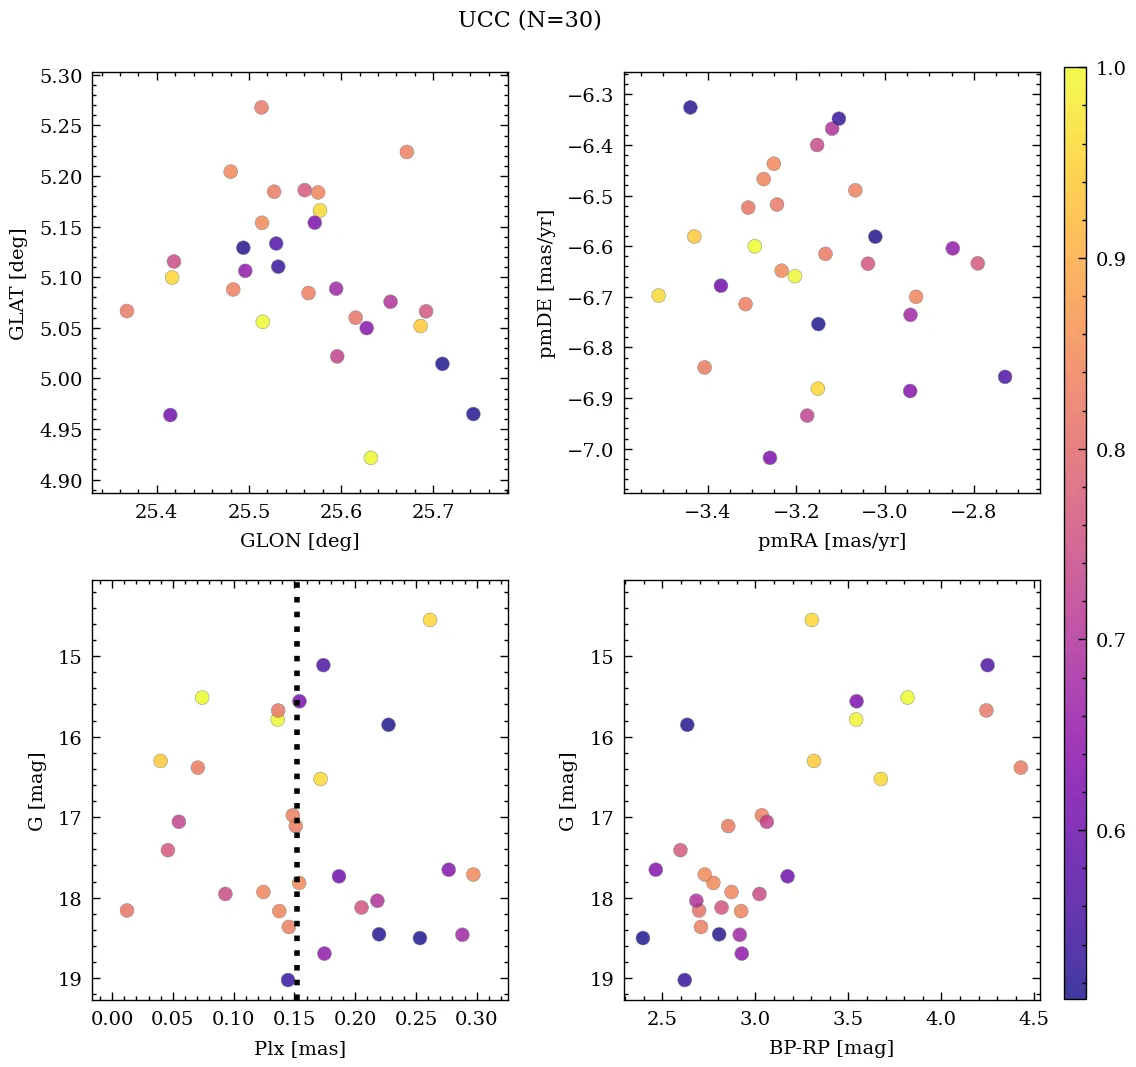 UCC (N=30)
5.30
5.25
5.20
5.15
5.10
5.05
5.00
4.95
4.90
GLAT [deg]
25.4 25.5 25.6 25.7
GLON [deg]
−6.3
−6.4
−6.5
−6.6
−6.7
−6.8
−6.9
−7.0
pmDE [mas/yr]
−3.4 −3.2 −3.0 −2.8
pmRA [mas/yr]
15
16
17
18
19
G [mag]
0.00 0.05 0.10 0.15 0.20 0.25 0.30
Plx [mas]
15
16
17
18
19
G [mag]
2.5 3.0 3.5 4.0 4.5
BP-RP [mag]
1.0
0.9
0.8
0.7
0.6